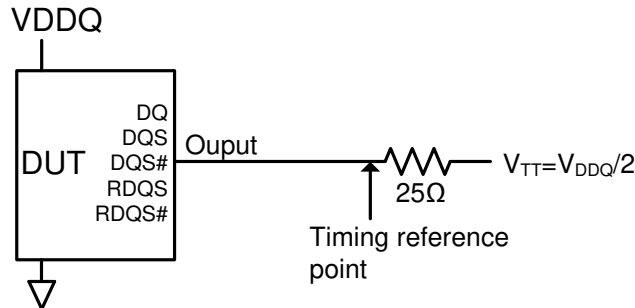 VDDQ
DUT
DQ
DQS
DQS#
RDQS
RDQS#
Ouput
25Ω
VTT=VDDQ/2
Timing reference
point